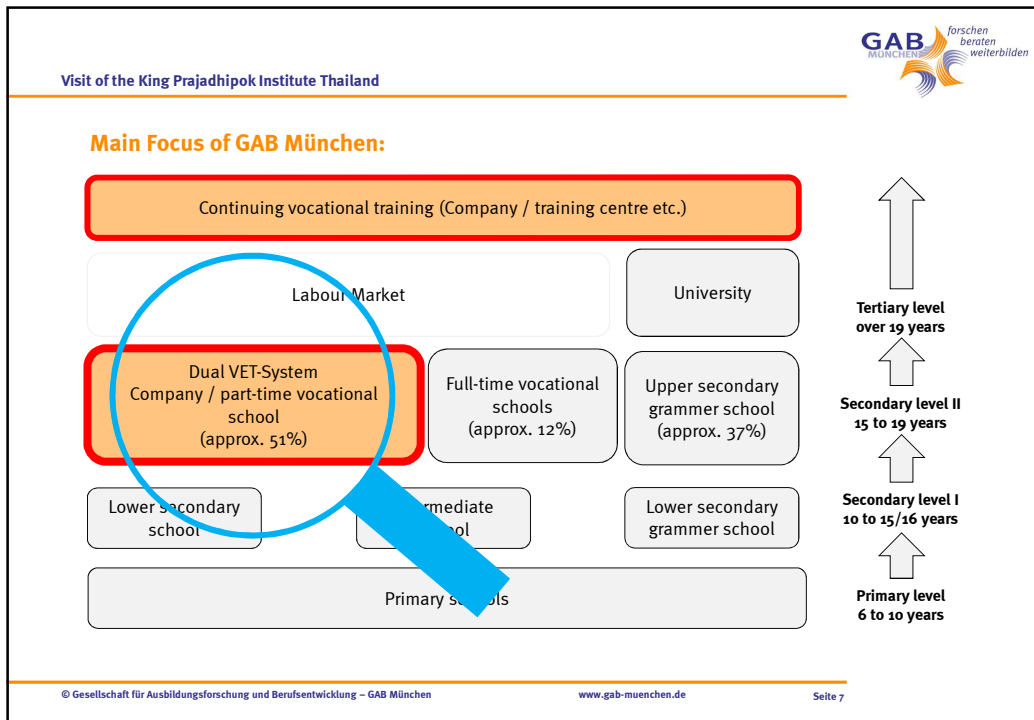 GAB
MÜNCHEN
forschen
beraten
weiterbilden
Visit of the King Prajadhipok Institute Thailand
Main Focus of GAB München:
Continuing vocational training (Company / training centre etc.)
Labour Market
University
Tertiary level
over 19 years
Dual VET-System
Company / part-time vocational
school
(approx. 51%)
Full-time vocational
schools
(approx. 12%)
Upper secondary
grammer school
(approx. 37%)
Secondary level II
15 to 19 years
Lower secondary
school
Lower secondary
grammer school
Secondary level I
10 to 15/16 years
Primary
Primary level
6 to 10 years
© Gesellschaft für Ausbildungsforschung und Berufsentwicklung – GAB München
www.gab-muenchen.de
Seite 7